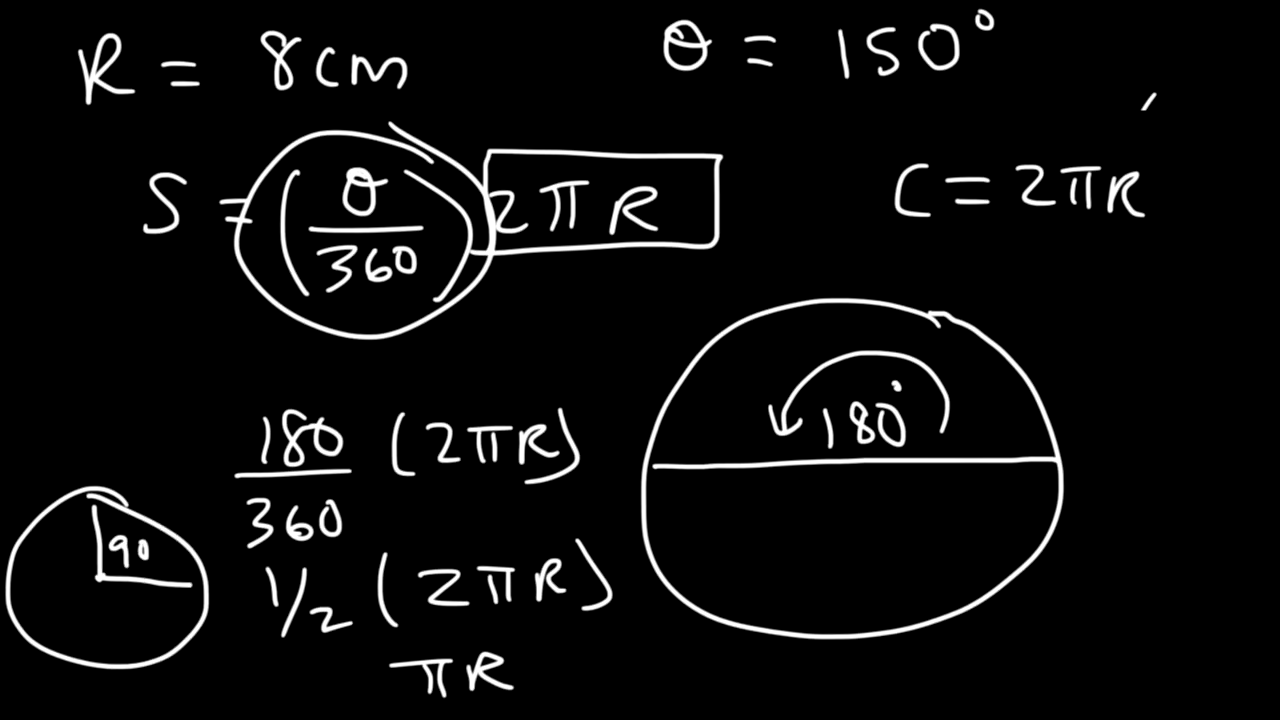 R = 8cm
θ = 150°
S = (θ/360) 2πR
C = 2πR
180°
180/360 (2πR)
90
1/2 (2πR)
πR